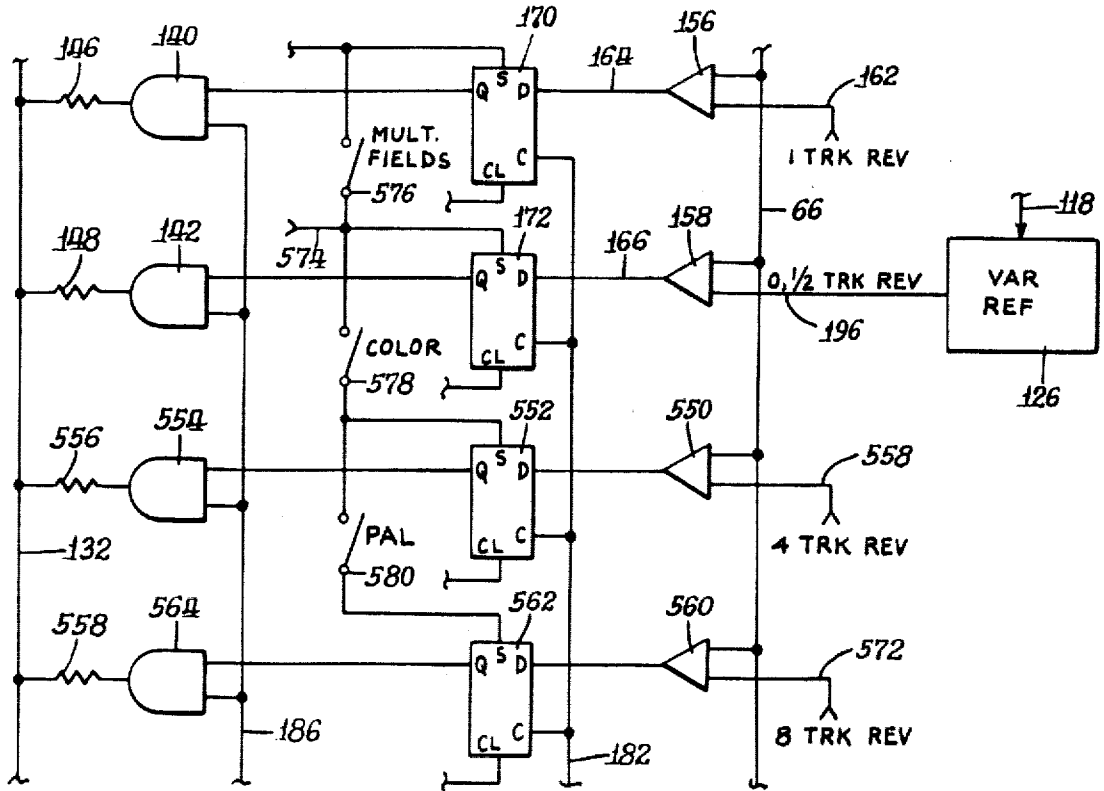 146
140
170
156
164
162
S
Q
D
MULT.
FIELDS
C
CL
1 TRK REV
576
66
118
148
142
172
158
574
166
S
Q
D
0, 1/2 TRK REV
VAR
REF
196
COLOR
C
CL
578
126
556
554
552
550
558
S
Q
D
132
PAL
C
4 TRK REV
CL
580
558
564
562
560
572
S
Q
D
186
C
8 TRK REV
CL
182